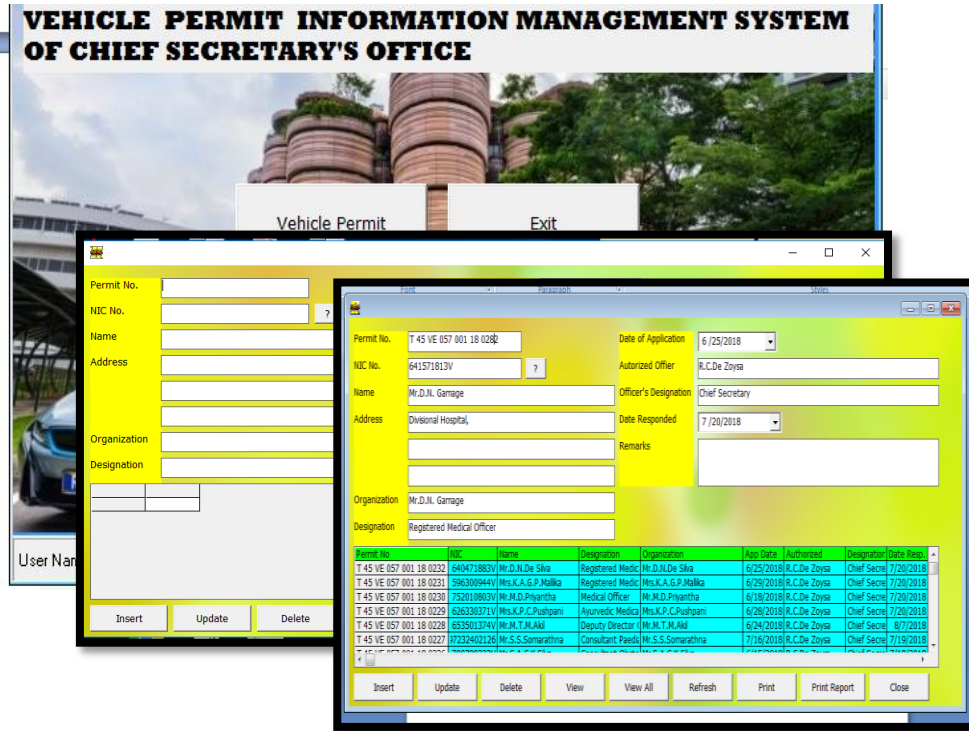 VEHICLE PERMIT INFORMATION MANAGEMENT SYSTEM
OF CHIEF SECRETARY'S OFFICE
Vehicle Permit
Exit
Permit No.
NIC No.
?
Name
Address
Organization
Designation
Insert
Update
Delete
User Nam
Font
Paragraph
Styles
Permit No. T 45 VE 057 001 18 0282 Date of Application 6 /25/2018
NIC No. 641571813V ? Autorized Offier R.C.De Zoysa
Name Mr.D.N. Gamage Officer's Designation Chief Secretary
Address Divisional Hospital, Date Responded 7 /20/2018
Remarks
Organization Mr.D.N. Gamage
Designation Registered Medical Officer
Permit No NIC Name Designation Organization App Date Authorized Designation Date Resp.
T 45 VE 057 001 18 0232 640471883V Mr.D.N.De Silva Registered Medic Mr.D.N.De Silva 6/25/2018 R.C.De Zoysa Chief Secre 7/20/2018
T 45 VE 057 001 18 0231 596300944V Mrs.K.A.G.P.Malika Registered Medic Mrs.K.A.G.P.Malika 6/29/2018 R.C.De Zoysa Chief Secre 7/20/2018
T 45 VE 057 001 18 0230 752010803V Mr.M.D.Priyantha Medical Officer Mr.M.D.Priyantha 6/18/2018 R.C.De Zoysa Chief Secre 7/20/2018
T 45 VE 057 001 18 0229 626330371V Mrs.K.P.C.Pushpani Ayurvedic Medica Mrs.K.P.C.Pushpani 6/28/2018 R.C.De Zoysa Chief Secre 7/20/2018
T 45 VE 057 001 18 0228 653501374V Mr.M.T.M.Akil Deputy Director ( Mr.M.T.M.Akil 6/24/2018 R.C.De Zoysa Chief Secre 8/7/2018
T 45 VE 057 001 18 0227 97232402126 Mr.S.S.Somarathna Consultant Paedia Mr.S.S.Somarathna 7/16/2018 R.C.De Zoysa Chief Secre 7/19/2018
Insert Update Delete View View All Refresh Print Print Report Close